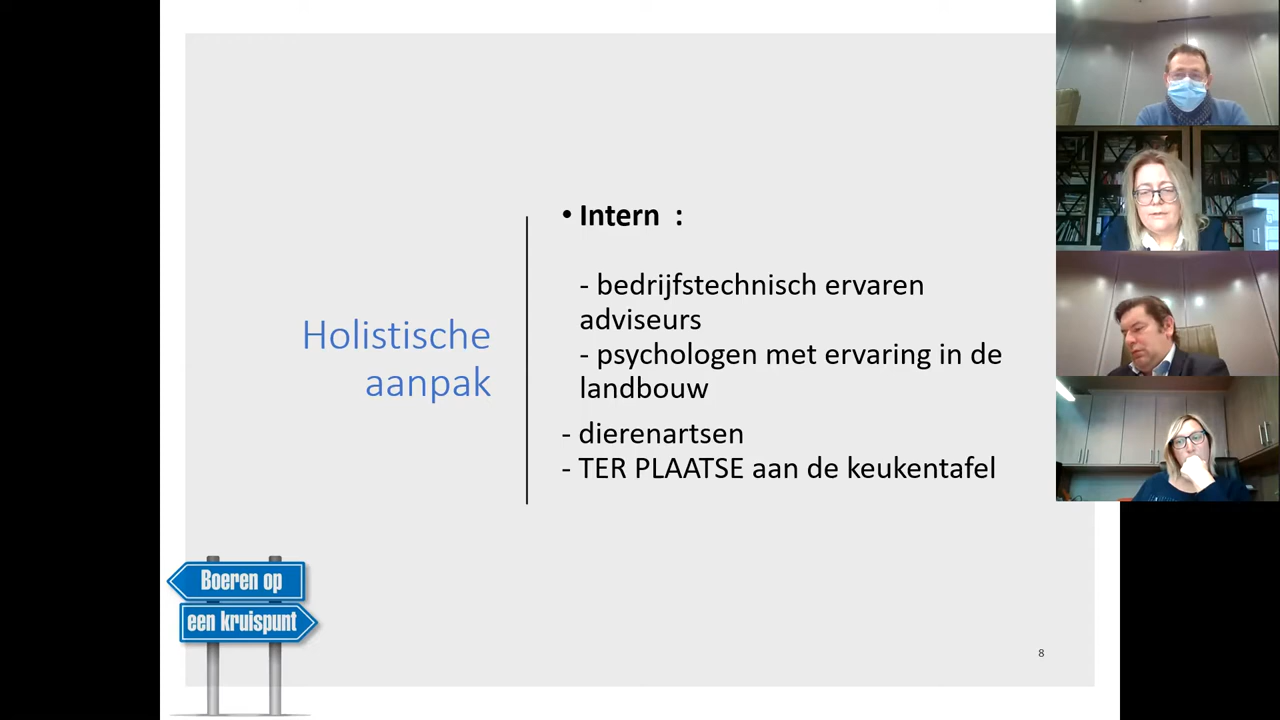 Holistische
aanpak
• Intern :
- bedrijfstechnisch ervaren
adviseurs
- psychologen met ervaring in de
landbouw
- dierenartsen
- TER PLAATSE aan de keukentafel
Boeren op
een kruispunt
8